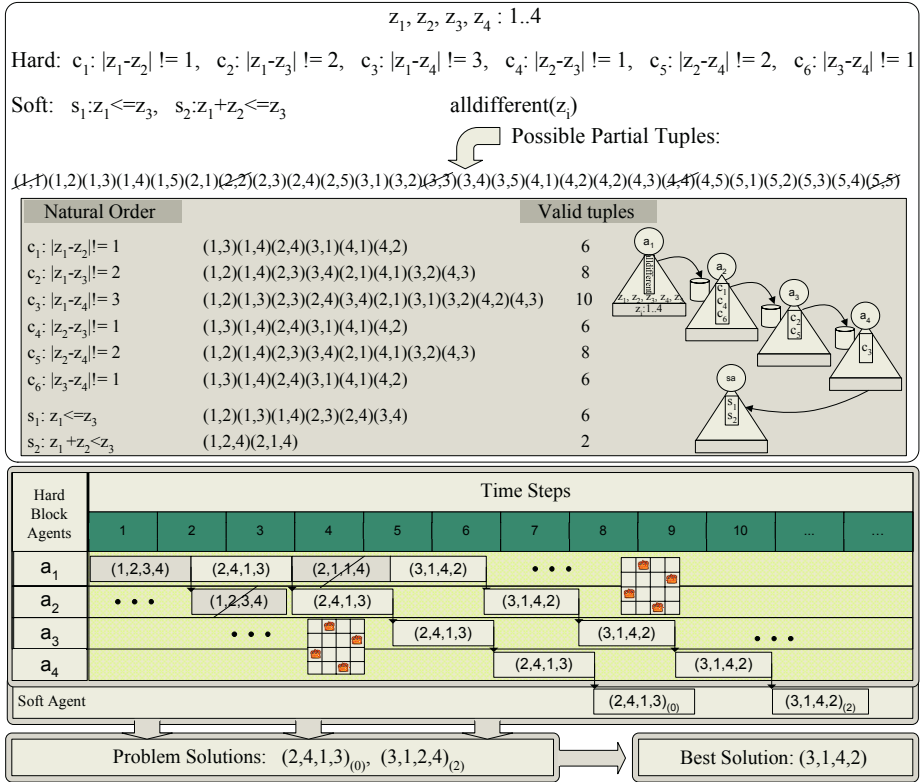 z1, z2, z3, z4 : 1..4
Hard: c1: |z1-z2| != 1, c2: |z1-z3| != 2, c3: |z1-z4| != 3, c4: |z2-z3| != 1, c5: |z2-z4| != 2, c6: |z3-z4| != 1
Soft: s1:z1<=z3, s2:z1+z2<=z3 alldifferent(zi)
Possible Partial Tuples:
(1,1)(1,2)(1,3)(1,4)(1,5)(2,1)(2,2)(2,3)(2,4)(2,5)(3,1)(3,2)(3,3)(3,4)(3,5)(4,1)(4,2)(4,2)(4,3)(4,4)(4,5)(5,1)(5,2)(5,3)(5,4)(5,5)
Natural Order Valid tuples
c1: |z1-z2|!= 1 (1,3)(1,4)(2,4)(3,1)(4,1)(4,2) 6
c2: |z1-z3|!= 2 (1,2)(1,4)(2,3)(3,4)(2,1)(4,1)(3,2)(4,3) 8
c3: |z1-z4|!= 3 (1,2)(1,3)(2,3)(2,4)(3,4)(2,1)(3,1)(3,2)(4,2)(4,3) 10
c4: |z2-z3|!= 1 (1,3)(1,4)(2,4)(3,1)(4,1)(4,2) 6
c5: |z2-z4|!= 2 (1,2)(1,4)(2,3)(3,4)(2,1)(4,1)(3,2)(4,3) 8
c6: |z3-z4|!= 1 (1,3)(1,4)(2,4)(3,1)(4,1)(4,2) 6
s1: z1<=z3 (1,2)(1,3)(1,4)(2,3)(2,4)(3,4) 6
s2: z1+z2<z3 (1,2,4)(2,1,4) 2
a1
alldifferent
z1, z2, z3, z4,
zi:1..4
a2
c1
c4
c6
a3
c2
c5
a4
c3
sa
s1
s2
Hard Block Agents
Time Steps
1 2 3 4 5 6 7 8 9 10 ... ...
a1 (1,2,3,4) (2,4,1,3) (2,1,1,4) (3,1,4,2) • • •
a2 • • • (1,2,3,4) (2,4,1,3) (3,1,4,2)
a3 • • • (2,4,1,3) (3,1,4,2) • • •
a4 (2,4,1,3) (3,1,4,2)
Soft Agent (2,4,1,3)(0) (3,1,4,2)(2)
Problem Solutions: (2,4,1,3)(0), (3,1,2,4)(2)
Best Solution: (3,1,4,2)